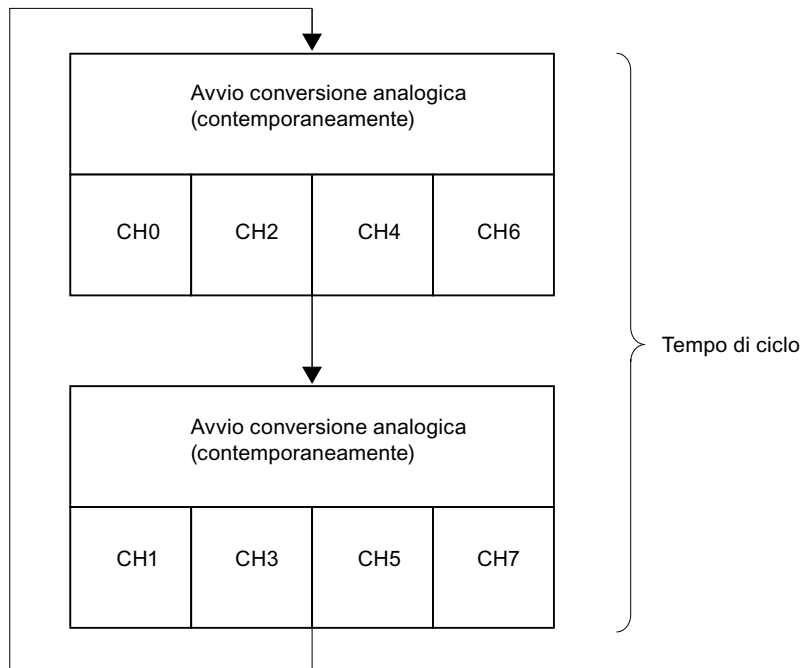 Avvio conversione analogica
(contemporaneamente)
CH0 CH2 CH4 CH6
Tempo di ciclo
Avvio conversione analogica
(contemporaneamente)
CH1 CH3 CH5 CH7